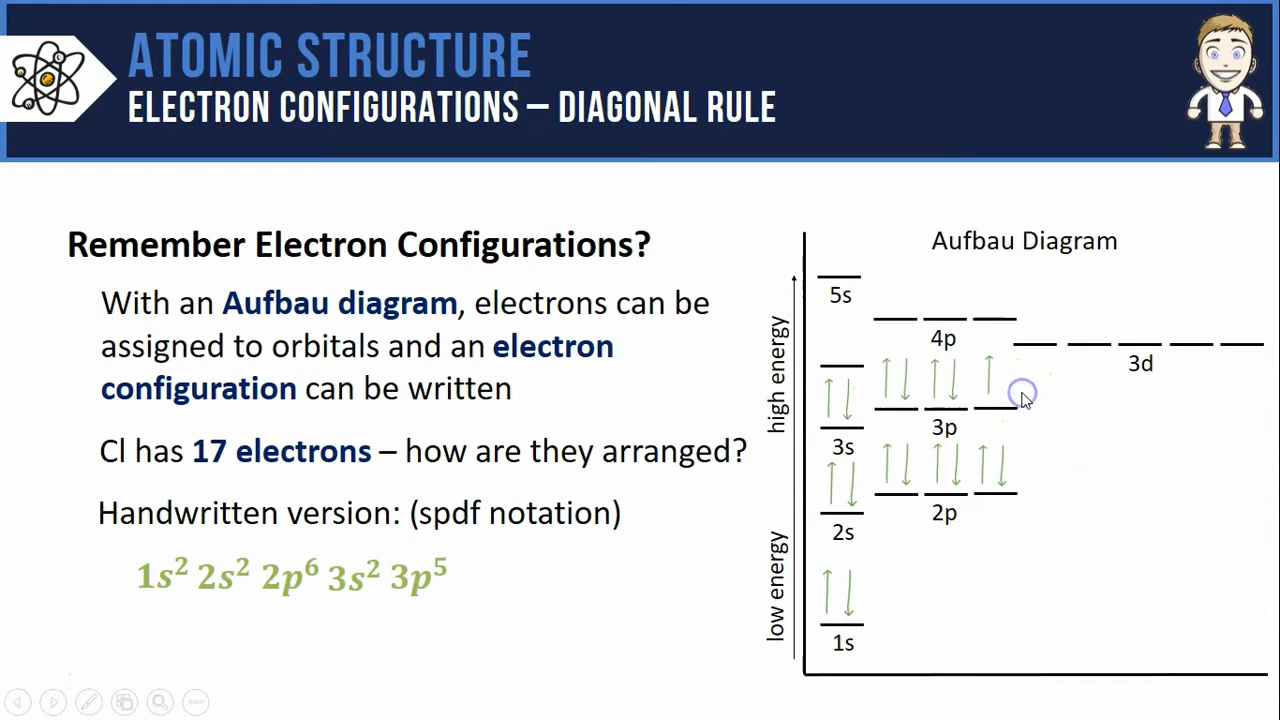 ATOMIC STRUCTURE
ELECTRON CONFIGURATIONS – DIAGONAL RULE
Remember Electron Configurations?
With an Aufbau diagram, electrons can be
assigned to orbitals and an electron
configuration can be written
Cl has 17 electrons – how are they arranged?
Handwritten version: (spdf notation)
1s² 2s² 2p⁶ 3s² 3p⁵
Aufbau Diagram
high energy
low energy
5s
4p
3d
3p
3s
2p
2s
1s